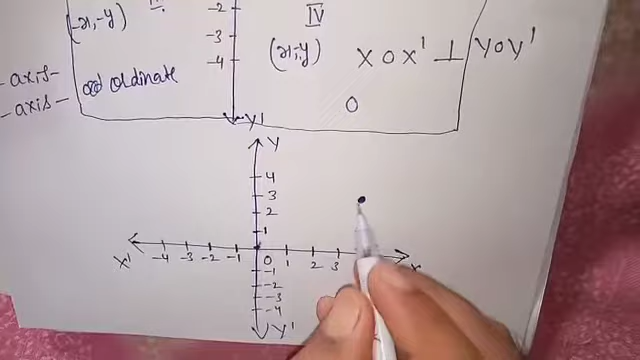 III.
(-x,-y)
-2
IV
-3
(x,-y)
X O X' ⊥ Y O Y'
-4
-axis-
ordinate
-axis-
O
Y'
Y
4
3
2
1
X' -4 -3 -2 -1 O 1 2 3 X
-1
-2
-3
-4
Y'